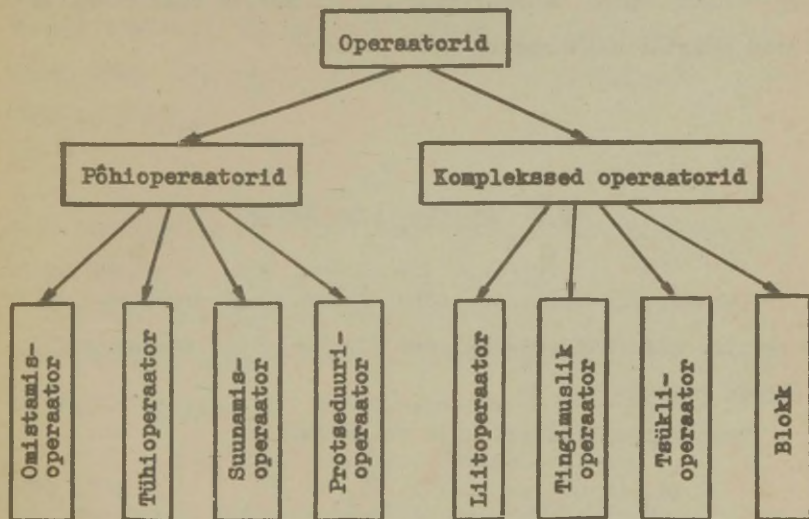 Operaatorid
Põhioperaatorid
Komplekssed operaatorid
Omistamis-
operaator
Tühioperaator
Suunamis-
operaator
Protseduuri-
operaator
Liitoperaator
Tingimuslik
operaator
Tsükli-
operaator
Blokk